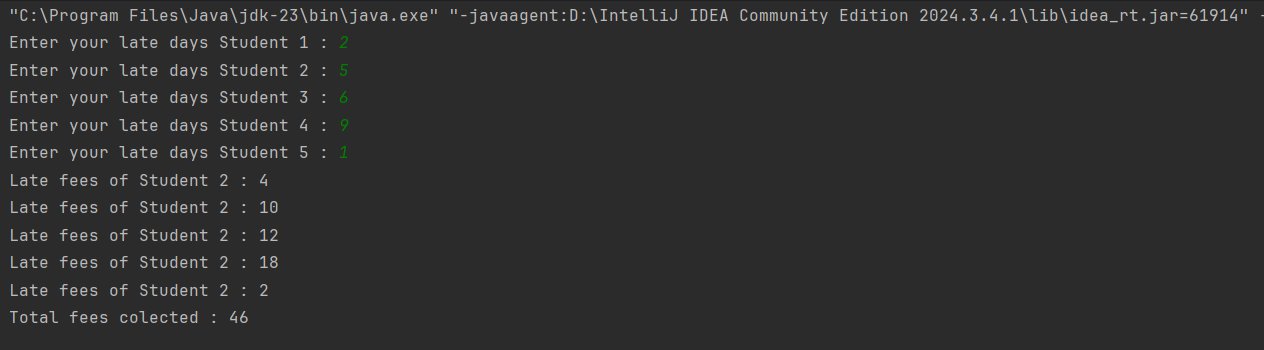 "C:\Program Files\Java\jdk-23\bin\java.exe" "-javaagent:D:\IntelliJ IDEA Community Edition 2024.3.4.1\lib\idea_rt.jar=61914" -
Enter your late days Student 1 : 2
Enter your late days Student 2 : 5
Enter your late days Student 3 : 6
Enter your late days Student 4 : 9
Enter your late days Student 5 : 1
Late fees of Student 2 : 4
Late fees of Student 2 : 10
Late fees of Student 2 : 12
Late fees of Student 2 : 18
Late fees of Student 2 : 2
Total fees colected : 46